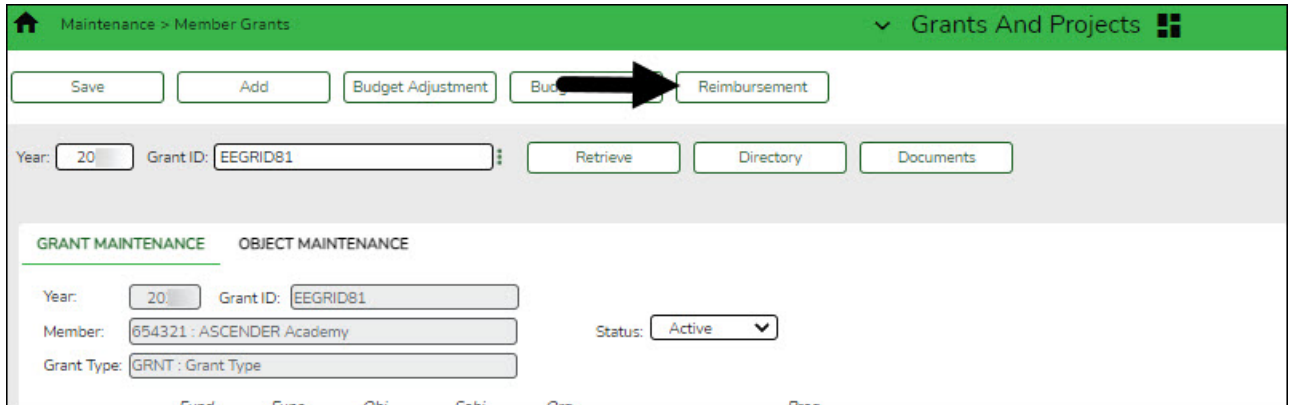 Maintenance > Member Grants
Grants And Projects
Save Add Budget Adjustment Reimbursement
Year: 20 Grant ID: EEGRID81 Retrieve Directory Documents
GRANT MAINTENANCE OBJECT MAINTENANCE
Year: 20 Grant ID: EEGRID81
Member: 654321 : ASCENDER Academy Status: Active
Grant Type: GRNT : Grant Type